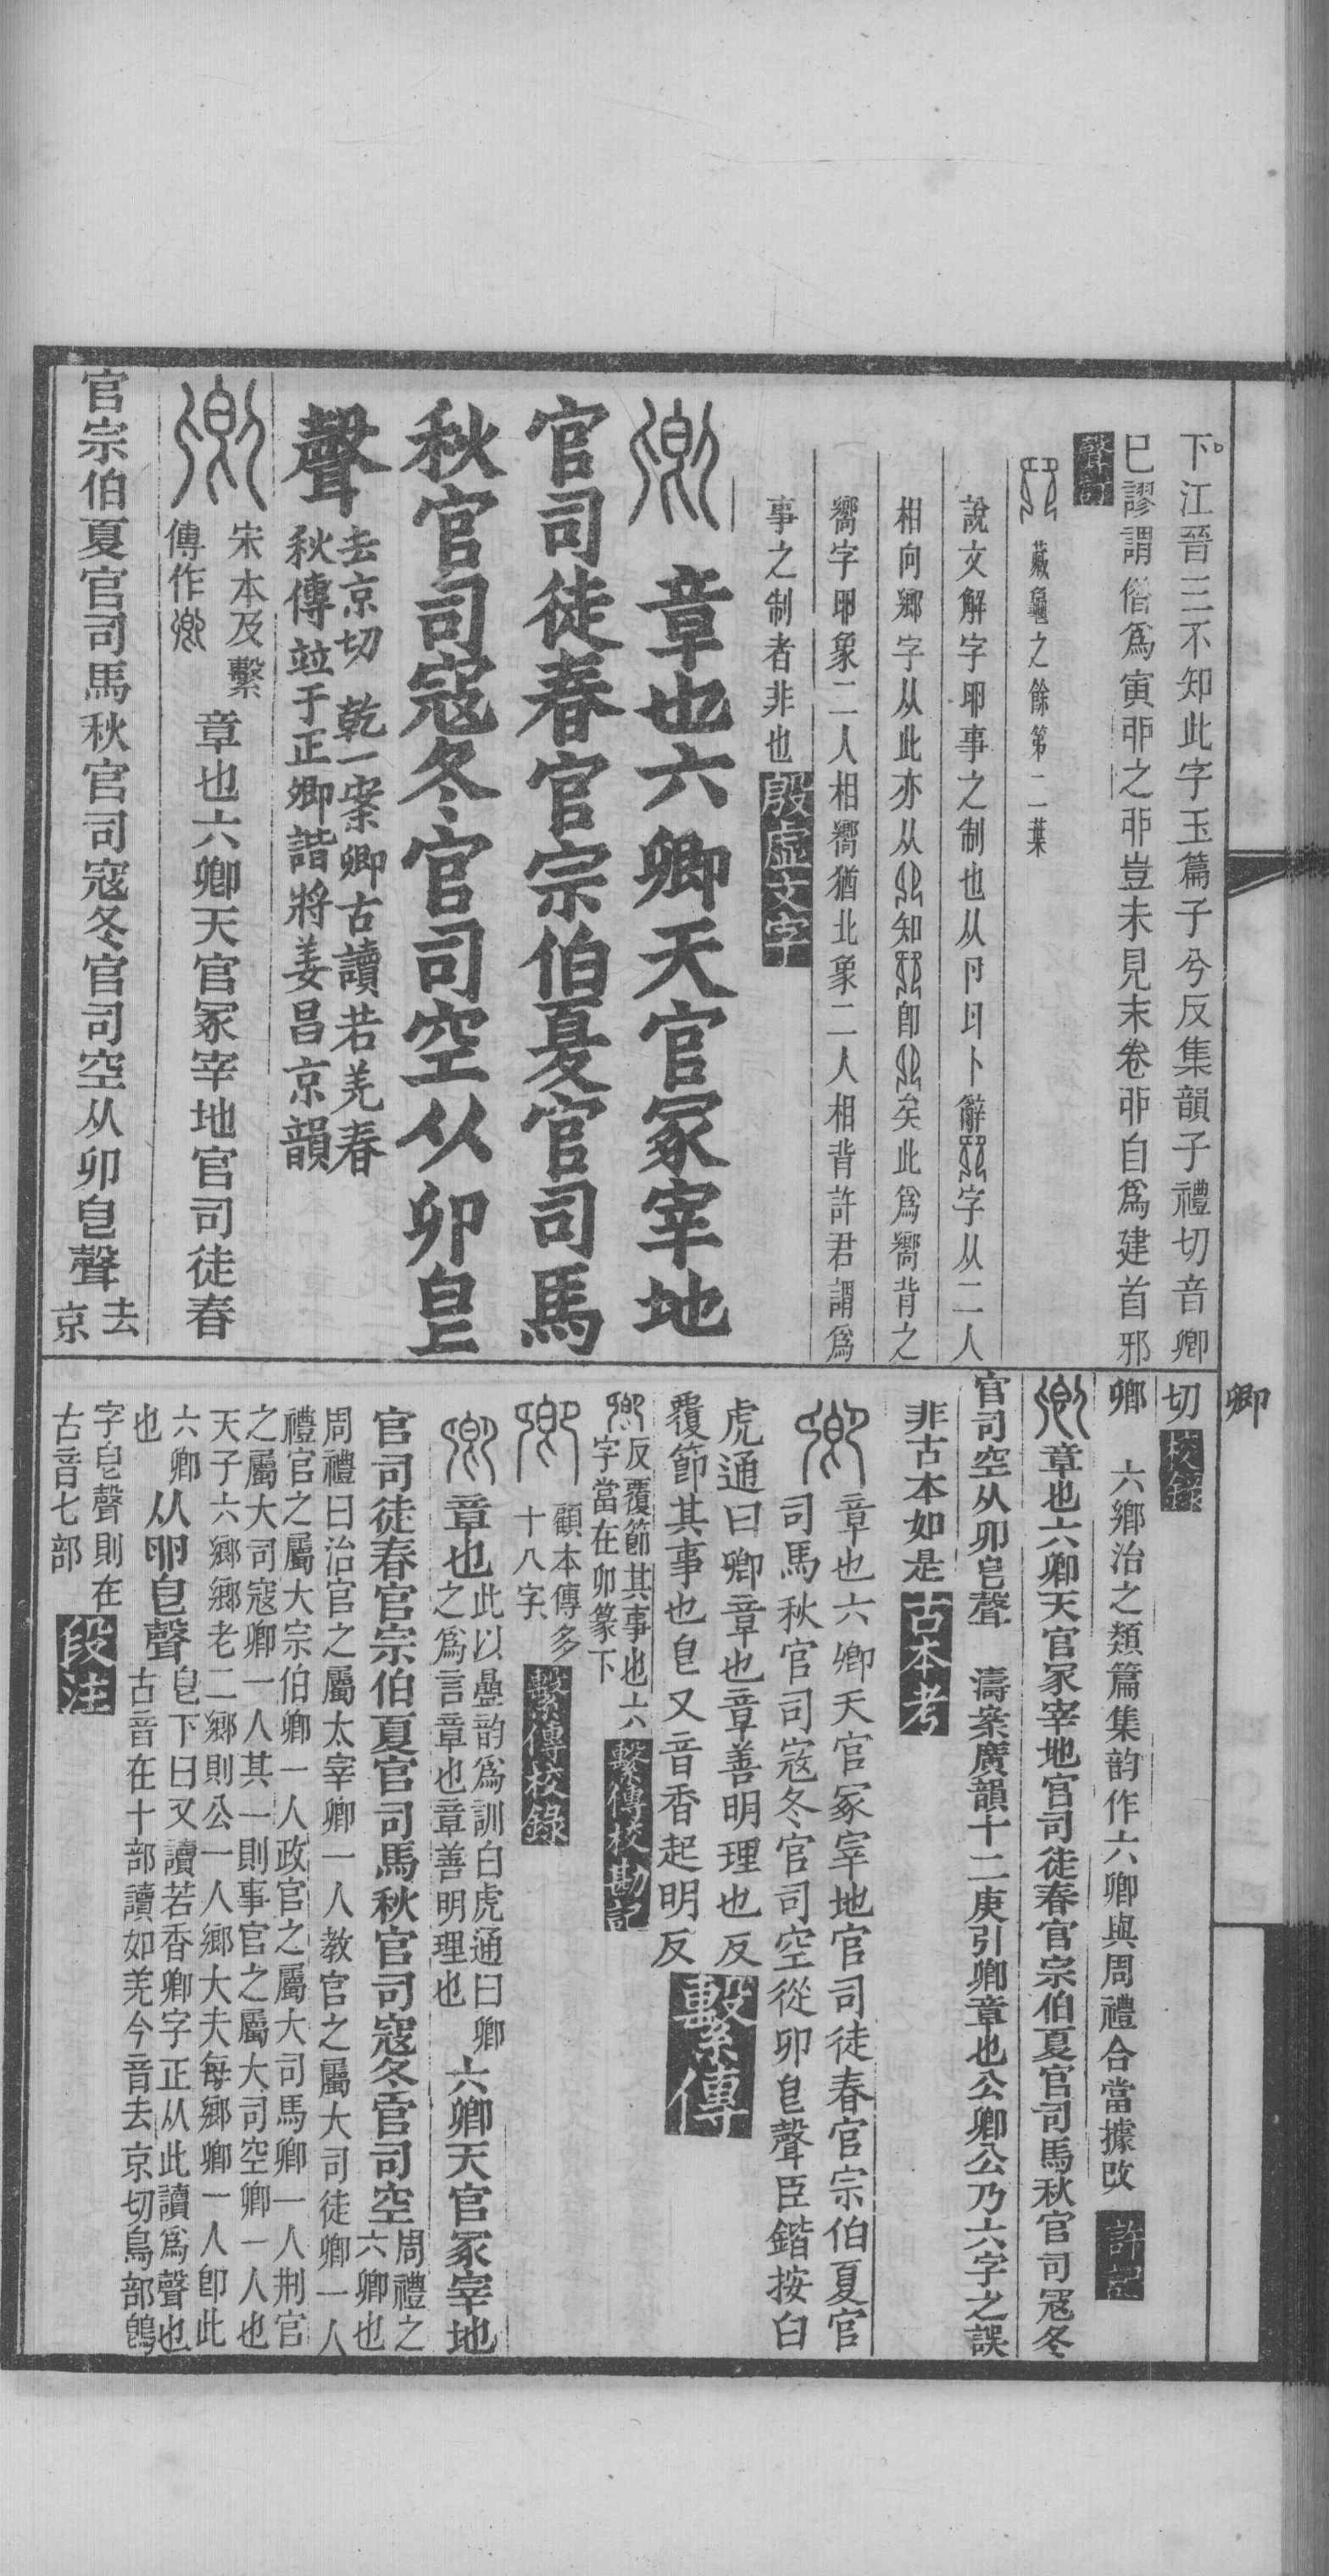 卿
下江晉三不知此字玉篇子兮反集韻子禮切音卿
巳謬謂偕爲寅丣之丣豈未見末卷丣自爲建首邪
聲訂
藏龜之餘第二葉
說文解字卯事之制也从卪𠨎卜辭字从二人
相向鄉字从此亦从知卽矣此爲嚮背之
嚮字卯象二人相嚮猶北象二人相背許君謂爲
事之制者非也殷虛文字
章也六卿天官冢宰地
官司徒春官宗伯夏官司馬
秋官司寇冬官司空从卯皀
聲
去京切 乾一案卿古讀若羌春
秋傳竝于正卿諧將姜昌京韻
宋本及繫
傳作
章也六卿天官冢宰地官司徒春
官宗伯夏官司馬秋官司寇冬官司空从卯皀聲
去
京
切校錄
卿 六鄉治之類篇集韵作六卿與周禮合當據改 許記
章也六卿天官冢宰地官司徒春官宗伯夏官司馬秋官司寇冬
官司空从卯皀聲 濤案廣韻十二庚引卿章也公卿公乃六字之誤
非古本如是古本考
章也六卿天官冢宰地官司徒春官宗伯夏官
司馬秋官司寇冬官司空從卯皀聲臣鍇按白
虎通曰卿章也章善明理也反
覆節其事也皀又音香起明反繫傳
反覆節其事也六
字當在卯篆下
繫傳校勘記
顧本傳多
十八字
繫傳校錄
章也
此以疊韵爲訓白虎通曰卿
之爲言章也章善明理也
六卿天官冢宰地
官司徒春官宗伯夏官司馬秋官司寇冬官司空
周禮之
六卿也
周禮曰治官之屬太宰卿一人教官之屬大司徒卿一人
禮官之屬大宗伯卿一人政官之屬大司馬卿一人刑官
之屬大司寇卿一人其一則事官之屬大司空卿一人也
天子六鄉鄉老二鄉則公一人鄉大夫每鄉卿一人卽此
六卿
也
从卯皀聲
皀下曰又讀若香卿字正从此讀爲聲也
古音在十部讀如羌今音去京切鳥部鵖
字皀聲則在
古音七部
段注